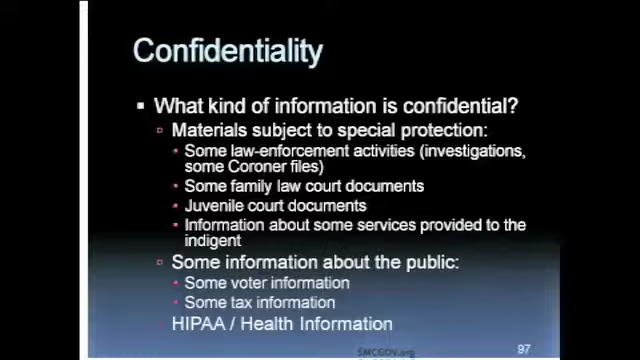 Confidentiality
What kind of information is confidential?
Materials subject to special protection:
Some law-enforcement activities (investigations,
some Coroner files)
Some family law court documents
Juvenile court documents
Information about some services provided to the
indigent
Some information about the public:
Some voter information
Some tax information
HIPAA / Health Information
SMCGOV.org
97